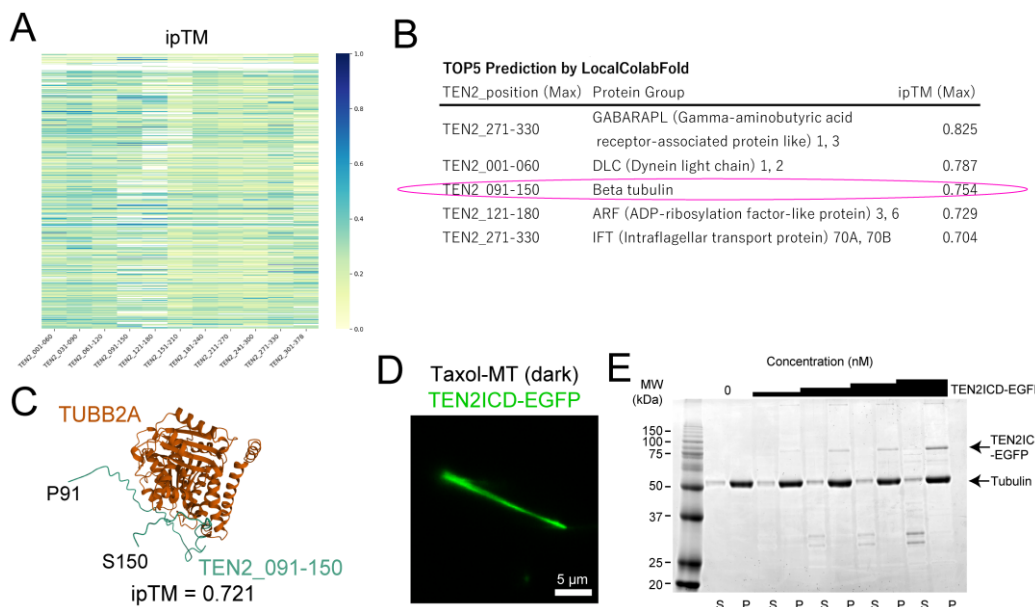 A
ipTM
1.0
0.8
0.6
0.4
0.2
0.0
TEN2_001-060
TEN2_031-090
TEN2_061-120
TEN2_091-150
TEN2_121-180
TEN2_151-210
TEN2_181-240
TEN2_211-270
TEN2_241-300
TEN2_271-330
TEN2_301-378
B
TOP5 Prediction by LocalColabFold
TEN2_position (Max) Protein Group ipTM (Max)
TEN2_271-330 GABARAPL (Gamma-aminobutyric acid
receptor-associated protein like) 1, 3 0.825
TEN2_001-060 DLC (Dynein light chain) 1, 2 0.787
TEN2_091-150 Beta tubulin 0.754
TEN2_121-180 ARF (ADP-ribosylation factor-like protein) 3, 6 0.729
TEN2_271-330 IFT (Intraflagellar transport protein) 70A, 70B 0.704
C
TUBB2A
P91
S150
TEN2_091-150
ipTM = 0.721
D
Taxol-MT (dark)
TEN2ICD-EGFP
5 µm
E
Concentration (nM)
MW
(kDa)
0
TEN2ICD-EGFP
150
100
75
50
37
25
20
TEN2IC
-EGFP
Tubulin
S P S P S P S P S P